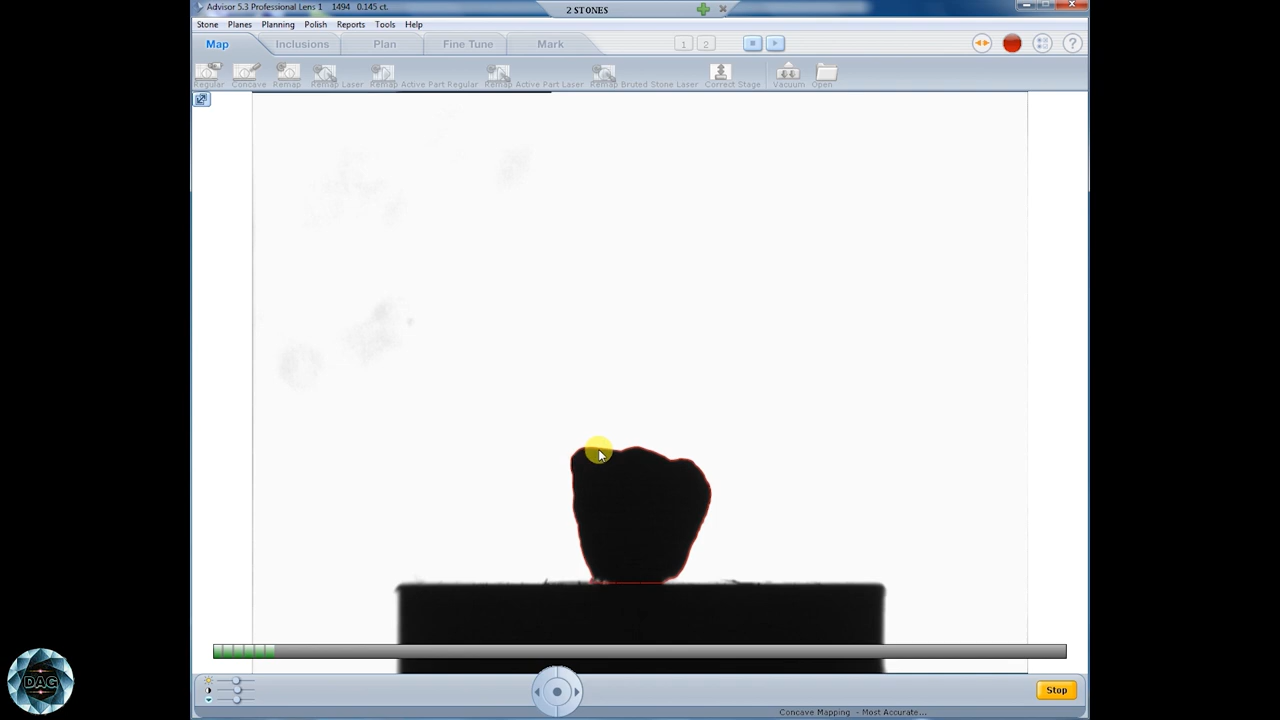 Advisor 5.3 Professional Lens 1 1494 0.145 ct.
2 STONES
Stone Planes Planning Polish Reports Tools Help
Map Inclusions Plan Fine Tune Mark 1 2
Regular Concave Remap Remap Laser Remap Active Part Regular Remap Active Part Laser Remap Bruted Stone Laser Correct Stage Vacuum Open
DAG
Stop
Concave Mapping - Most Accurate...